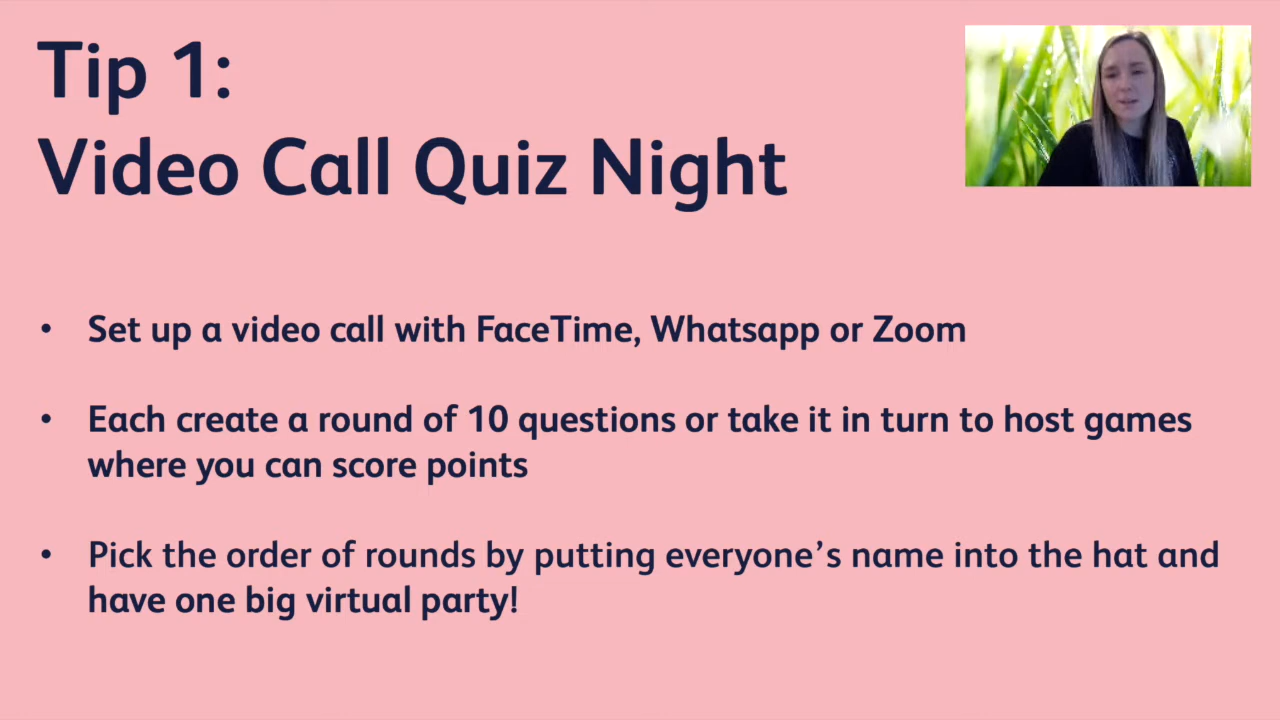 Tip 1:
Video Call Quiz Night
• Set up a video call with FaceTime, Whatsapp or Zoom
• Each create a round of 10 questions or take it in turn to host games
where you can score points
• Pick the order of rounds by putting everyone’s name into the hat and
have one big virtual party!